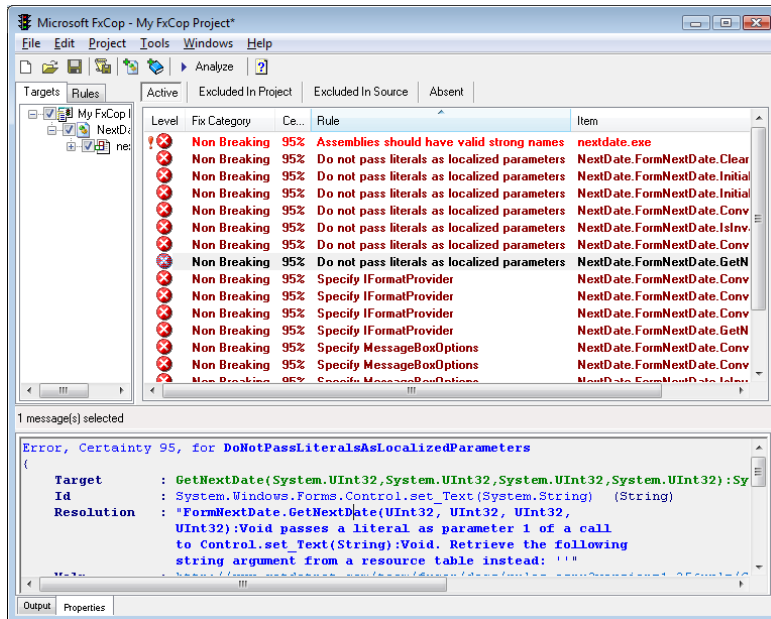 Microsoft FxCop - My FxCop Project*
File Edit Project Tools Windows Help
Analyze
Targets Rules
Active Excluded In Project Excluded In Source Absent
My FxCop
Level Fix Category Ce... Rule Item
Non Breaking 95% Assemblies should have valid strong names nextdate.exe
Non Breaking 95% Do not pass literals as localized parameters NextDate.FormNextDate.Clear
Non Breaking 95% Do not pass literals as localized parameters NextDate.FormNextDate.Initial
Non Breaking 95% Do not pass literals as localized parameters NextDate.FormNextDate.Initial
Non Breaking 95% Do not pass literals as localized parameters NextDate.FormNextDate.Conv
Non Breaking 95% Do not pass literals as localized parameters NextDate.FormNextDate.IsInv
Non Breaking 95% Do not pass literals as localized parameters NextDate.FormNextDate.Conv
Non Breaking 95% Do not pass literals as localized parameters NextDate.FormNextDate.GetN
Non Breaking 95% Specify IFormatProvider NextDate.FormNextDate.Conv
Non Breaking 95% Specify IFormatProvider NextDate.FormNextDate.Conv
Non Breaking 95% Specify IFormatProvider NextDate.FormNextDate.Conv
Non Breaking 95% Specify IFormatProvider NextDate.FormNextDate.GetN
Non Breaking 95% Specify MessageBoxOptions NextDate.FormNextDate.Conv
Non Breaking 95% Specify MessageBoxOptions NextDate.FormNextDate.Conv
Non Breaking 95% Specify MessageBoxOptions
1 message(s) selected
Error, Certainty 95, for DoNotPassLiteralsAsLocalizedParameters
{
Target : GetNextDate(System.UInt32,System.UInt32,System.UInt32,System.UInt32):Sy
Id : System.Windows.Forms.Control.set_Text(System.String) (String)
Resolution : "FormNextDate.GetNextDate(UInt32, UInt32, UInt32,
UInt32):Void passes a literal as parameter 1 of a call
to Control.set_Text(String):Void. Retrieve the following
string argument from a resource table instead: ''"
Output Properties